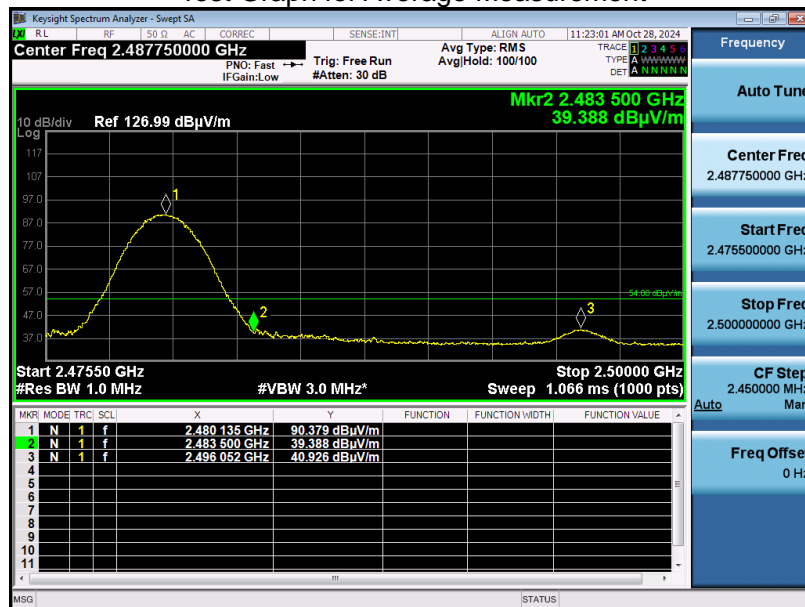 Test Graph for Average Measurement
Keysight Spectrum Analyzer - Swept SA
LXI RL RF 50 Ω AC CORREC SENSE:INT ALIGN AUTO 11:23:01 AM Oct 28, 2024
Center Freq 2.487750000 GHz
PNO: Fast
IFGain:Low
Trig: Free Run
#Atten: 30 dB
Avg Type: RMS
Avg|Hold: 100/100
TRACE 1 2 3 4 5 6
TYPE A WWWWW
DET A N N N N N
Mkr2 2.483 500 GHz
39.388 dBµV/m
10 dB/div Ref 126.99 dBµV/m
Log
117
107
97.0
87.0
77.0
67.0
57.0
47.0
37.0
1
2
3
54.00 dBµV/m
Start 2.47550 GHz Stop 2.50000 GHz
#Res BW 1.0 MHz #VBW 3.0 MHz* Sweep 1.066 ms (1000 pts)
MKR MODE TRC SCL X Y FUNCTION FUNCTION WIDTH FUNCTION VALUE
1 N 1 f 2.480 135 GHz 90.379 dBµV/m
2 N 1 f 2.483 500 GHz 39.388 dBµV/m
3 N 1 f 2.496 052 GHz 40.926 dBµV/m
4
5
6
7
8
9
10
11
MSG STATUS
Frequency
Auto Tune
Center Freq
2.487750000 GHz
Start Freq
2.475500000 GHz
Stop Freq
2.500000000 GHz
CF Step
2.450000 MHz
Auto Man
Freq Offset
0 Hz